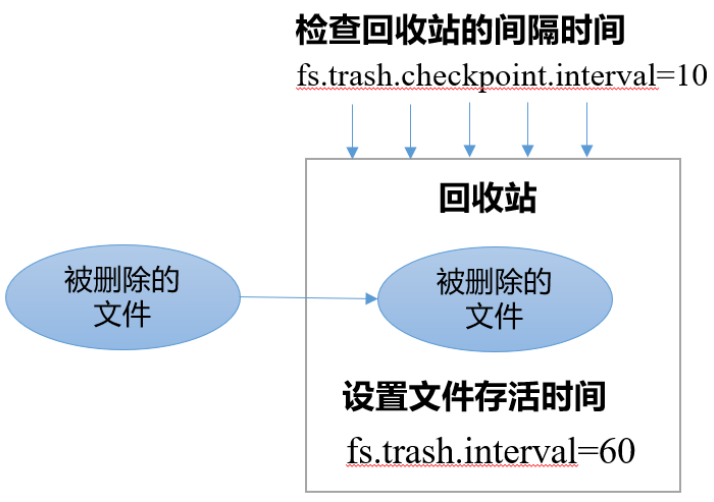 检查回收站的间隔时间
fs.trash.checkpoint.interval=10
回收站
被删除的
文件
被删除的
文件
设置文件存活时间
fs.trash.interval=60